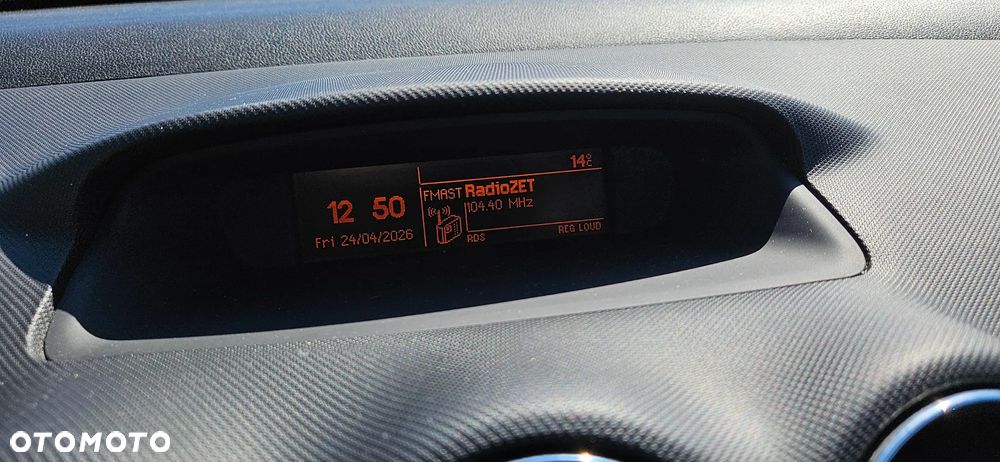 12 50
Fri 24/04/2026
14°C
FMAST RadioZET
104.40 MHz
RDS REG LOUD
OTOMOTO